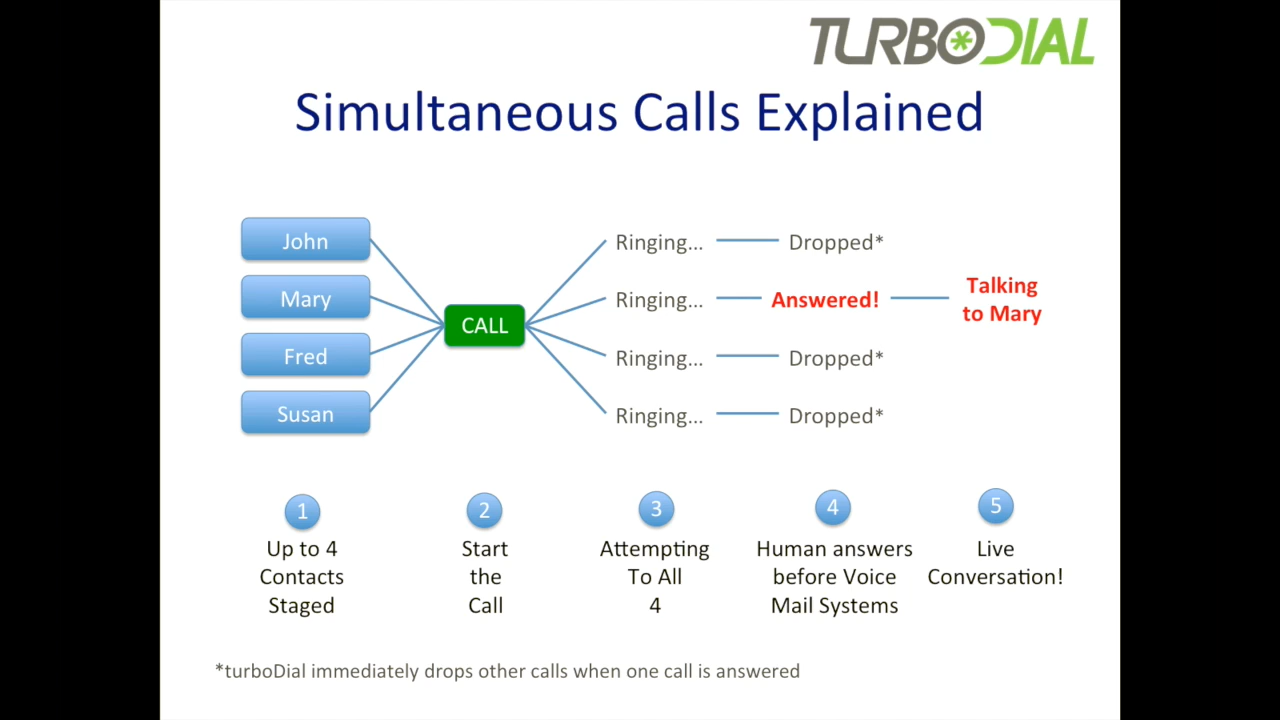 TURBODIAL
Simultaneous Calls Explained
John
Mary
Fred
Susan
CALL
Ringing...
Dropped*
Ringing...
Answered!
Talking
to Mary
Ringing...
Dropped*
Ringing...
Dropped*
1
Up to 4
Contacts
Staged
2
Start
the
Call
3
Attempting
To All
4
4
Human answers
before Voice
Mail Systems
5
Live
Conversation!
*turboDial immediately drops other calls when one call is answered